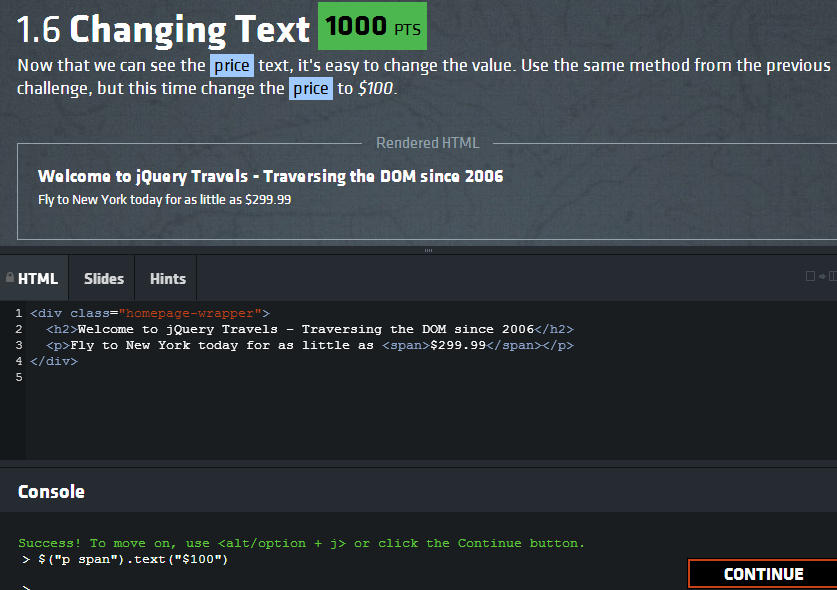 1.6 Changing Text 1000 PTS
Now that we can see the price text, it's easy to change the value. Use the same method from the previous
challenge, but this time change the price to $100.
Rendered HTML
Welcome to jQuery Travels - Traversing the DOM since 2006
Fly to New York today for as little as $299.99
HTML Slides Hints
1 <div class="homepage-wrapper">
2 <h2>Welcome to jQuery Travels - Traversing the DOM since 2006</h2>
3 <p>Fly to New York today for as little as <span>$299.99</span></p>
4 </div>
5
Console
Success! To move on, use <alt/option + j> or click the Continue button.
> $("p span").text("$100")
CONTINUE
>